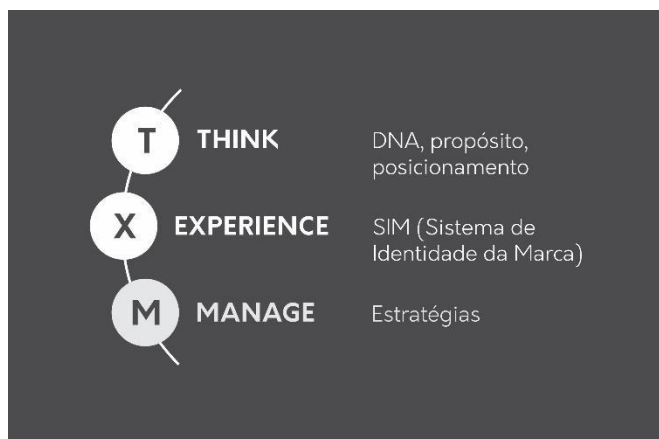 T THINK DNA, propósito,
posicionamento
X EXPERIENCE SIM (Sistema de
Identidade da Marca)
M MANAGE Estratégias